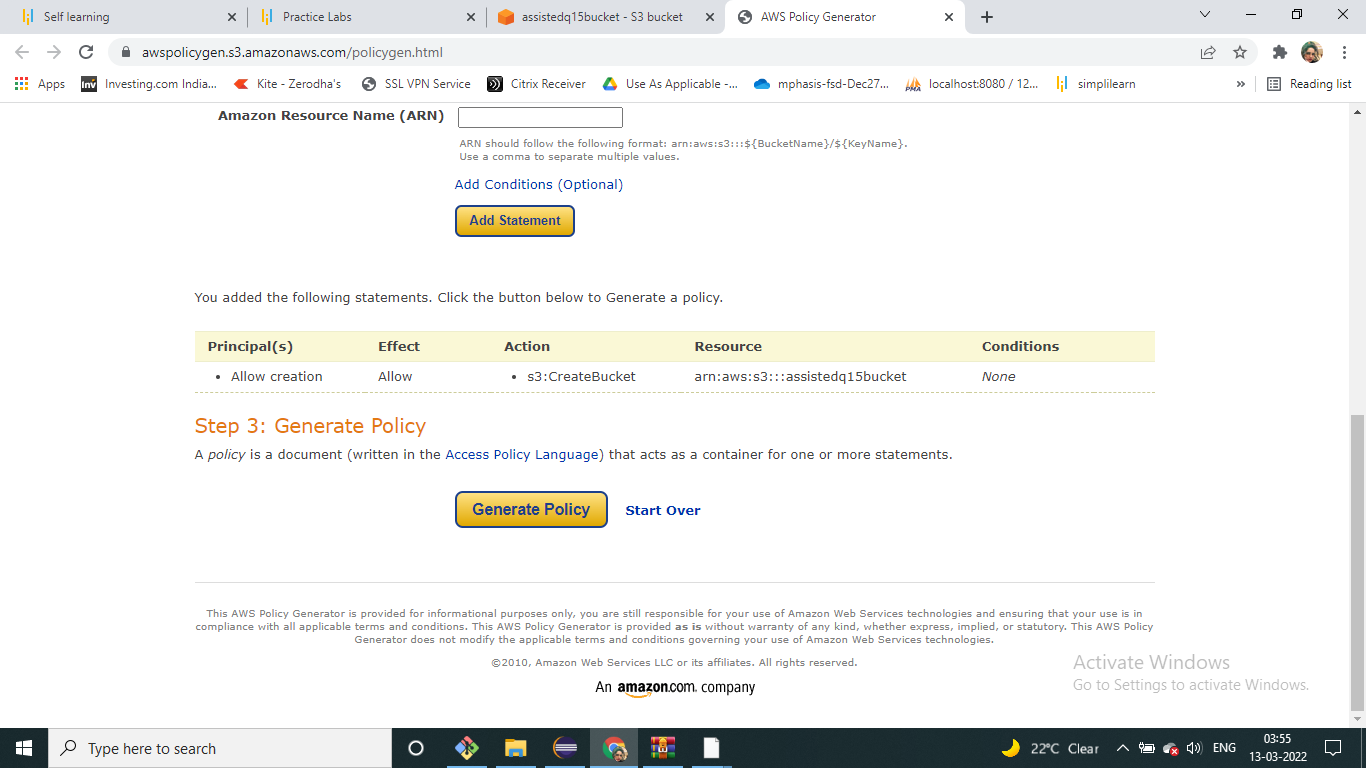 Self learning
Practice Labs
assistedq15bucket - S3 bucket
AWS Policy Generator
awspolicygen.s3.amazonaws.com/policygen.html
Apps
Inv
Investing.com India...
Kite - Zerodha's
SSL VPN Service
Citrix Receiver
Use As Applicable -...
mphasis-fsd-Dec27...
PMA
localhost:8080 / 12...
simplilearn
»
Reading list
Amazon Resource Name (ARN)
ARN should follow the following format: arn:aws:s3:::${BucketName}/${KeyName}.
Use a comma to separate multiple values.
Add Conditions (Optional)
Add Statement
You added the following statements. Click the button below to Generate a policy.
Principal(s) Effect Action Resource Conditions
• Allow creation Allow • s3:CreateBucket arn:aws:s3:::assistedq15bucket None
Step 3: Generate Policy
A policy is a document (written in the Access Policy Language) that acts as a container for one or more statements.
Generate Policy Start Over
This AWS Policy Generator is provided for informational purposes only, you are still responsible for your use of Amazon Web Services technologies and ensuring that your use is in
compliance with all applicable terms and conditions. This AWS Policy Generator is provided as is without warranty of any kind, whether express, implied, or statutory. This AWS Policy
Generator does not modify the applicable terms and conditions governing your use of Amazon Web Services technologies.
©2010, Amazon Web Services LLC or its affiliates. All rights reserved.
An amazon.com. company
Activate Windows
Go to Settings to activate Windows.
Type here to search
22°C Clear
ENG
03:55
13-03-2022